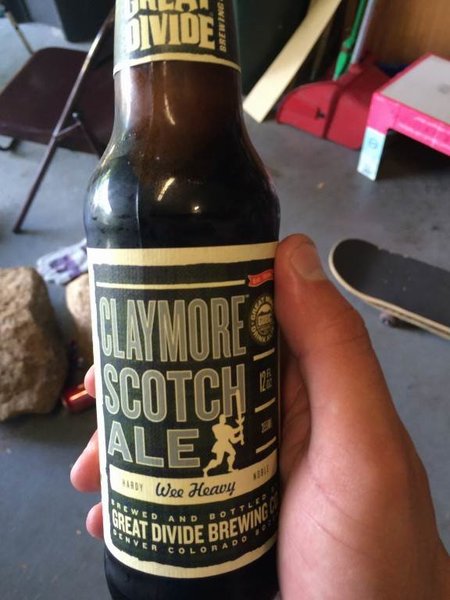 GREAT
DIVIDE
BREWING
CLAYMORE
SCOTCH
ALE
12 FL
OZ
HARDY Wee Heavy NOBLE
BREWED AND BOTTLED
GREAT DIVIDE BREWING CO
DENVER COLORADO